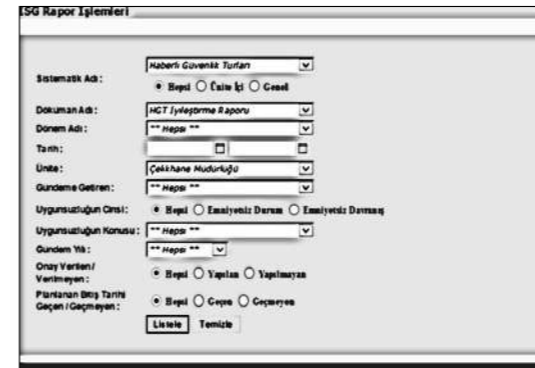 ISG Rapor İşlemleri
Sistematik Adı :
Haberli Güvenlik Turları
Hepsi Ünite İçi Genel
Doküman Adı :
HGT İyileştirme Raporu
Dönem Adı :
** Hepsi **
Tarih :
Ünite :
Çelikhane Müdürlüğü
Gündeme Getiren :
** Hepsi **
Uygunsuzluğun Cinsi :
Hepsi Emniyetsiz Durum Emniyetsiz Davranış
Uygunsuzluğun Konusu :
** Hepsi **
Gündem Yılı :
** Hepsi **
Onay Verilen /
Verilmeyen :
Hepsi Yapılan Yapılmayan
Planlanan Bitiş Tarihi
Geçen / Geçmeyen :
Hepsi Geçen Geçmeyen
Listele Temizle